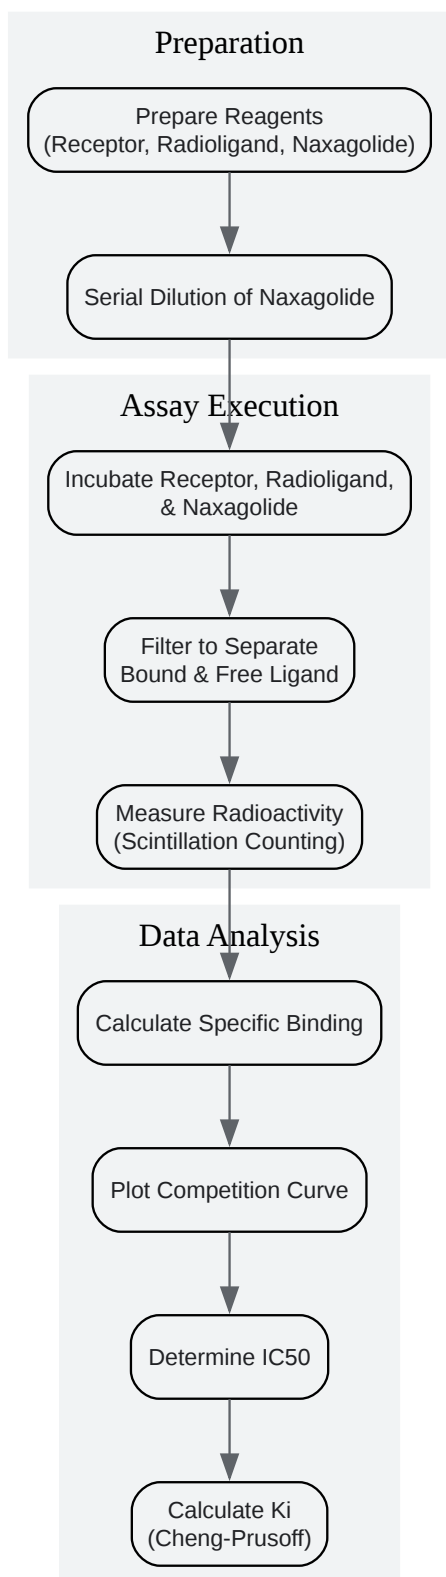 Preparation
Prepare Reagents
(Receptor, Radioligand, Naxagolide)
Serial Dilution of Naxagolide
Assay Execution
Incubate Receptor, Radioligand,
& Naxagolide
Filter to Separate
Bound & Free Ligand
Measure Radioactivity
(Scintillation Counting)
Data Analysis
Calculate Specific Binding
Plot Competition Curve
Determine IC50
Calculate Ki
(Cheng-Prusoff)